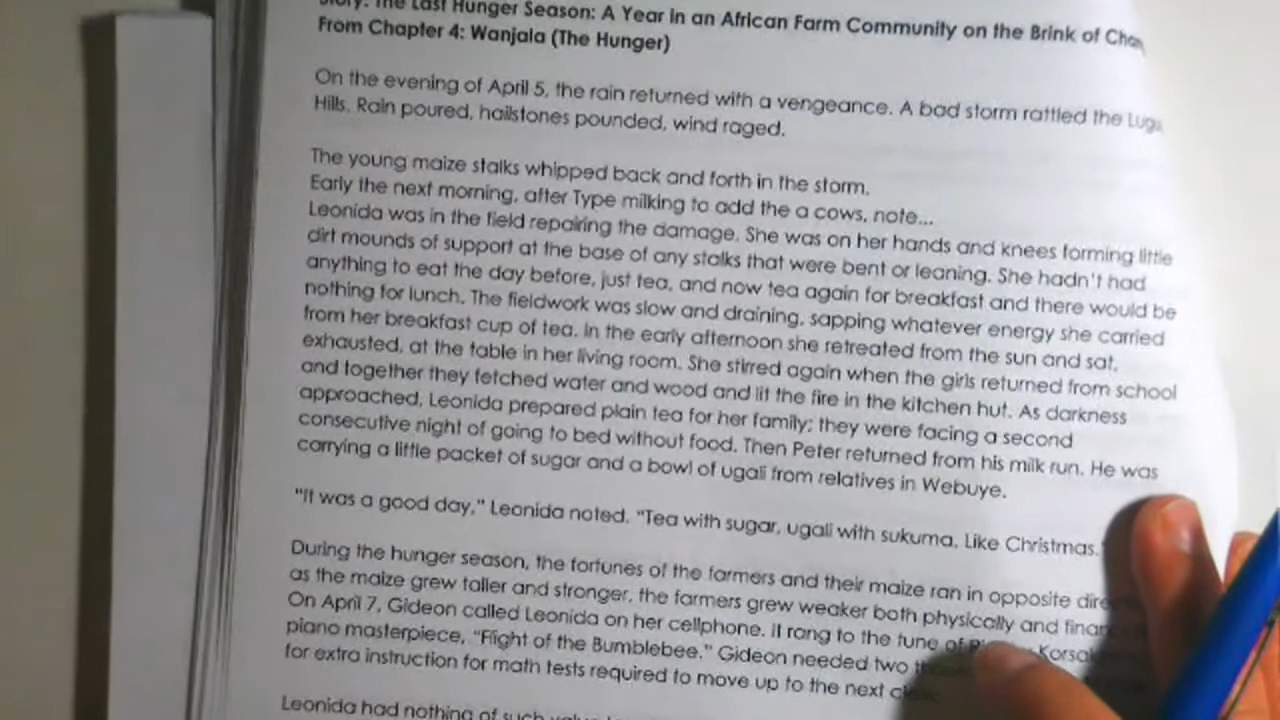 Story: The Last Hunger Season: A Year in an African Farm Community on the Brink of
From Chapter 4: Wanjala (The Hunger)
On the evening of April 5, the rain returned with a vengeance. A bad storm rattled the
Hills. Rain poured, hailstones pounded, wind raged.
The young maize stalks whipped back and forth in the storm.
Early the next morning, after Type milking to add the a cows, note...
Leonida was in the field repairing the damage. She was on her hands and knees forming little
dirt mounds of support at the base of any stalks that were bent or leaning. She hadn't had
anything to eat the day before, just tea, and now tea again for breakfast and there would be
nothing for lunch. The fieldwork was slow and draining, sapping whatever energy she carried
from her breakfast cup of tea. In the early afternoon she retreated from the sun and sat,
exhausted, at the table in her living room. She stirred again when the girls returned from school
and together they fetched water and wood and lit the fire in the kitchen hut. As darkness
approached, Leonida prepared plain tea for her family; they were facing a second
consecutive night of going to bed without food. Then Peter returned from his milk run. He was
carrying a little packet of sugar and a bowl of ugali from relatives in Webuye.
"It was a good day," Leonida noted. "Tea with sugar, ugali with sukuma. Like Christmas.
During the hunger season, the fortunes of the farmers and their maize ran in opposite
as the maize grew taller and stronger, the farmers grew weaker both physically and
On April 7, Gideon called Leonida on her cellphone. It rang to the tune of
piano masterpiece, "Flight of the Bumblebee." Gideon needed two
for extra instruction for math tests required to move up to the next
Leonida had nothing of such